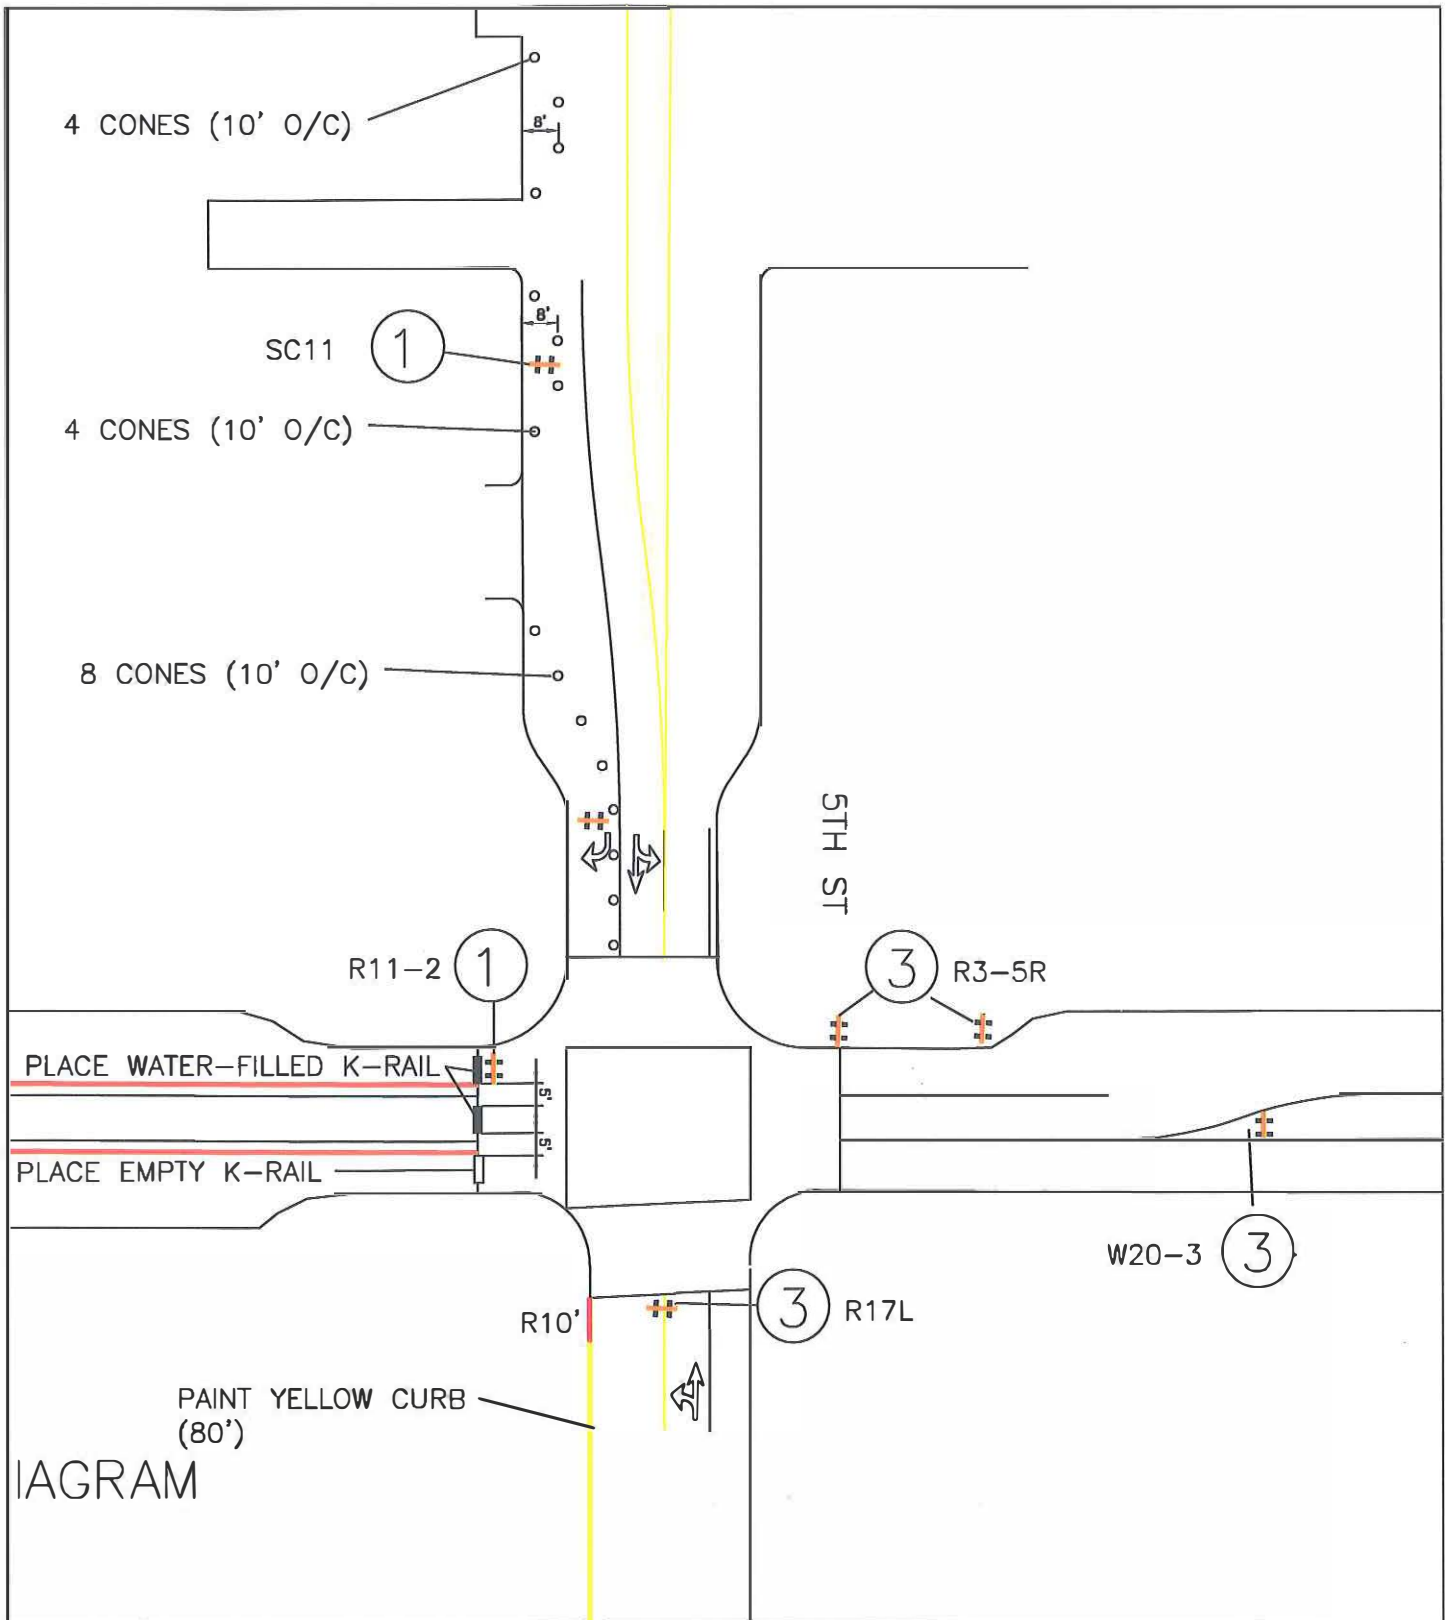 4 CONES (10' O/C)
8'
8'
SC11 1
4 CONES (10' O/C)
8 CONES (10' O/C)
5TH ST
R11-2 1
3 R3-5R
PLACE WATER-FILLED K-RAIL
5'
5'
PLACE EMPTY K-RAIL
W20-3 3
R10'
3 R17L
PAINT YELLOW CURB
(80')
IAGRAM